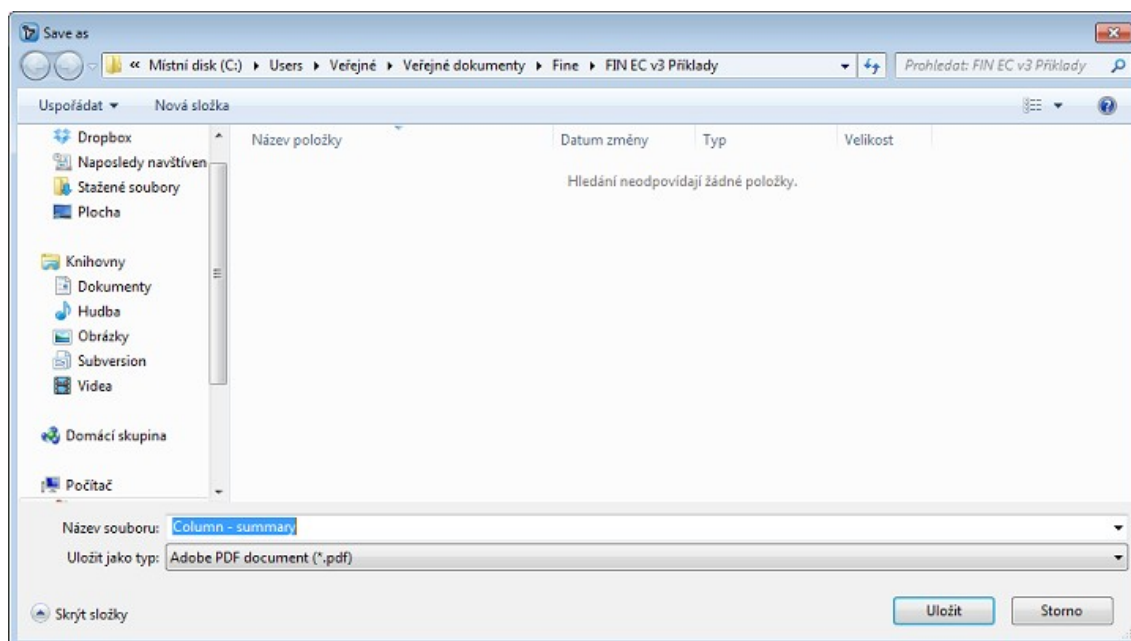 Save as
« Místní disk (C:) Users Veřejné Veřejné dokumenty Fine FIN EC v3 Příklady Prohledat: FIN EC v3 Příklady
Uspořádat Nová složka
Název položky Datum změny Typ Velikost
Hledání neodpovídají žádné položky.
Dropbox
Naposledy navštíven
Stažené soubory
Plocha
Knihovny
Dokumenty
Hudba
Obrázky
Subversion
Videa
Domácí skupina
Počítač
Název souboru: Column - summary
Uložit jako typ: Adobe PDF document (*.pdf)
Skrýt složky Uložit Storno